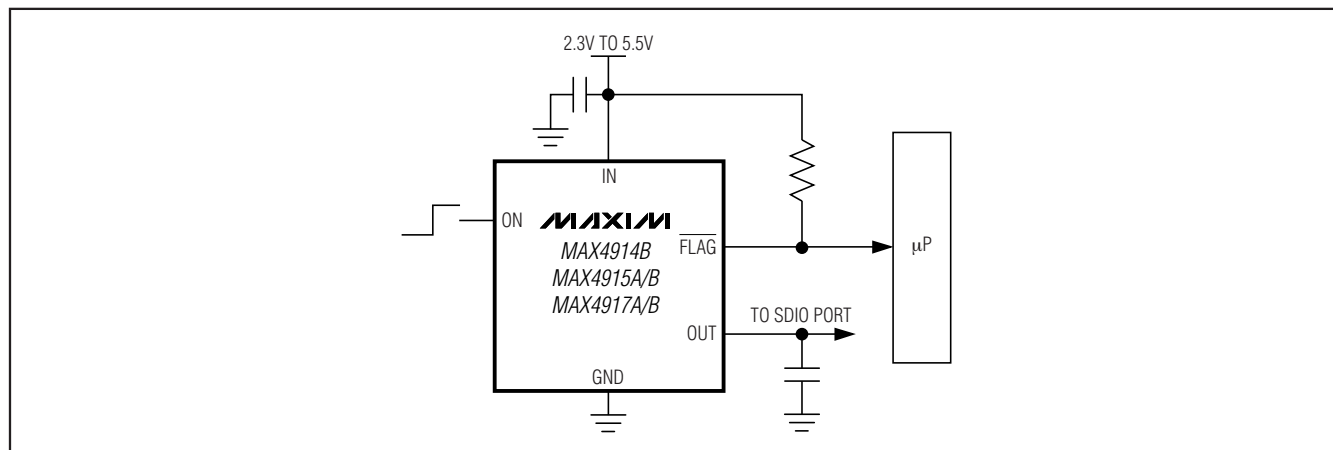 2.3V TO 5.5V
IN
ON
MAXIM
MAX4914B
MAX4915A/B
MAX4917A/B
FLAG
µP
TO SDIO PORT
OUT
GND